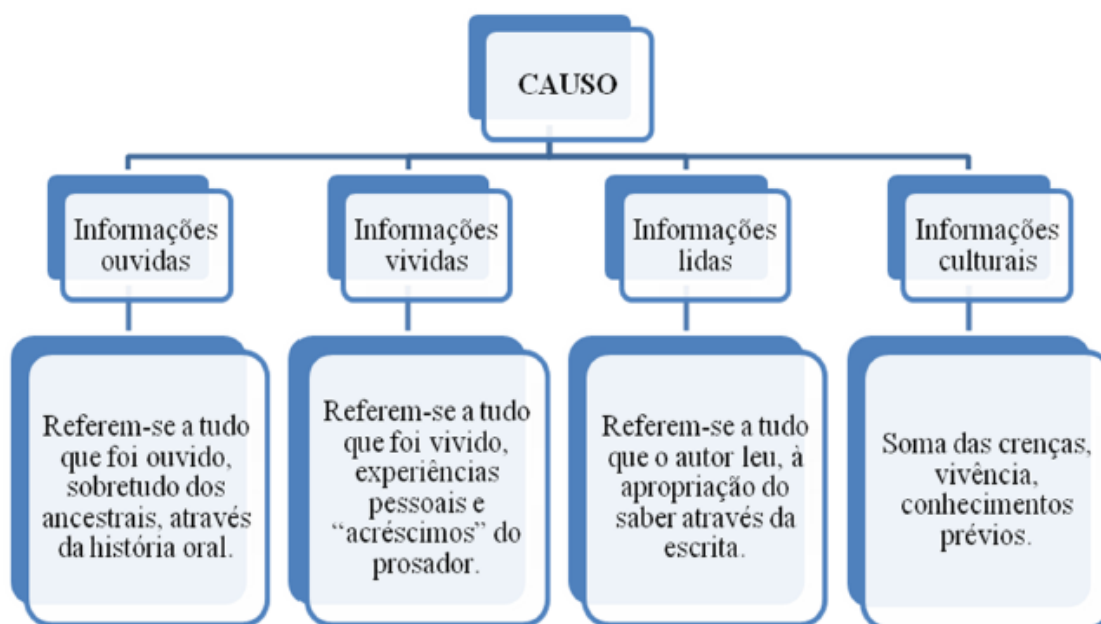 CAUSO
Informações
ouvidas
Informações
vividas
Informações
lidas
Informações
culturais
Referem-se a tudo
que foi ouvido,
sobretudo dos
ancestrais, através
da história oral.
Referem-se a tudo
que foi vivido,
experiências
pessoais e
“acréscimos” do
prosador.
Referem-se a tudo
que o autor leu, à
apropriação do
saber através da
escrita.
Soma das crenças,
vivência,
conhecimentos
prévios.